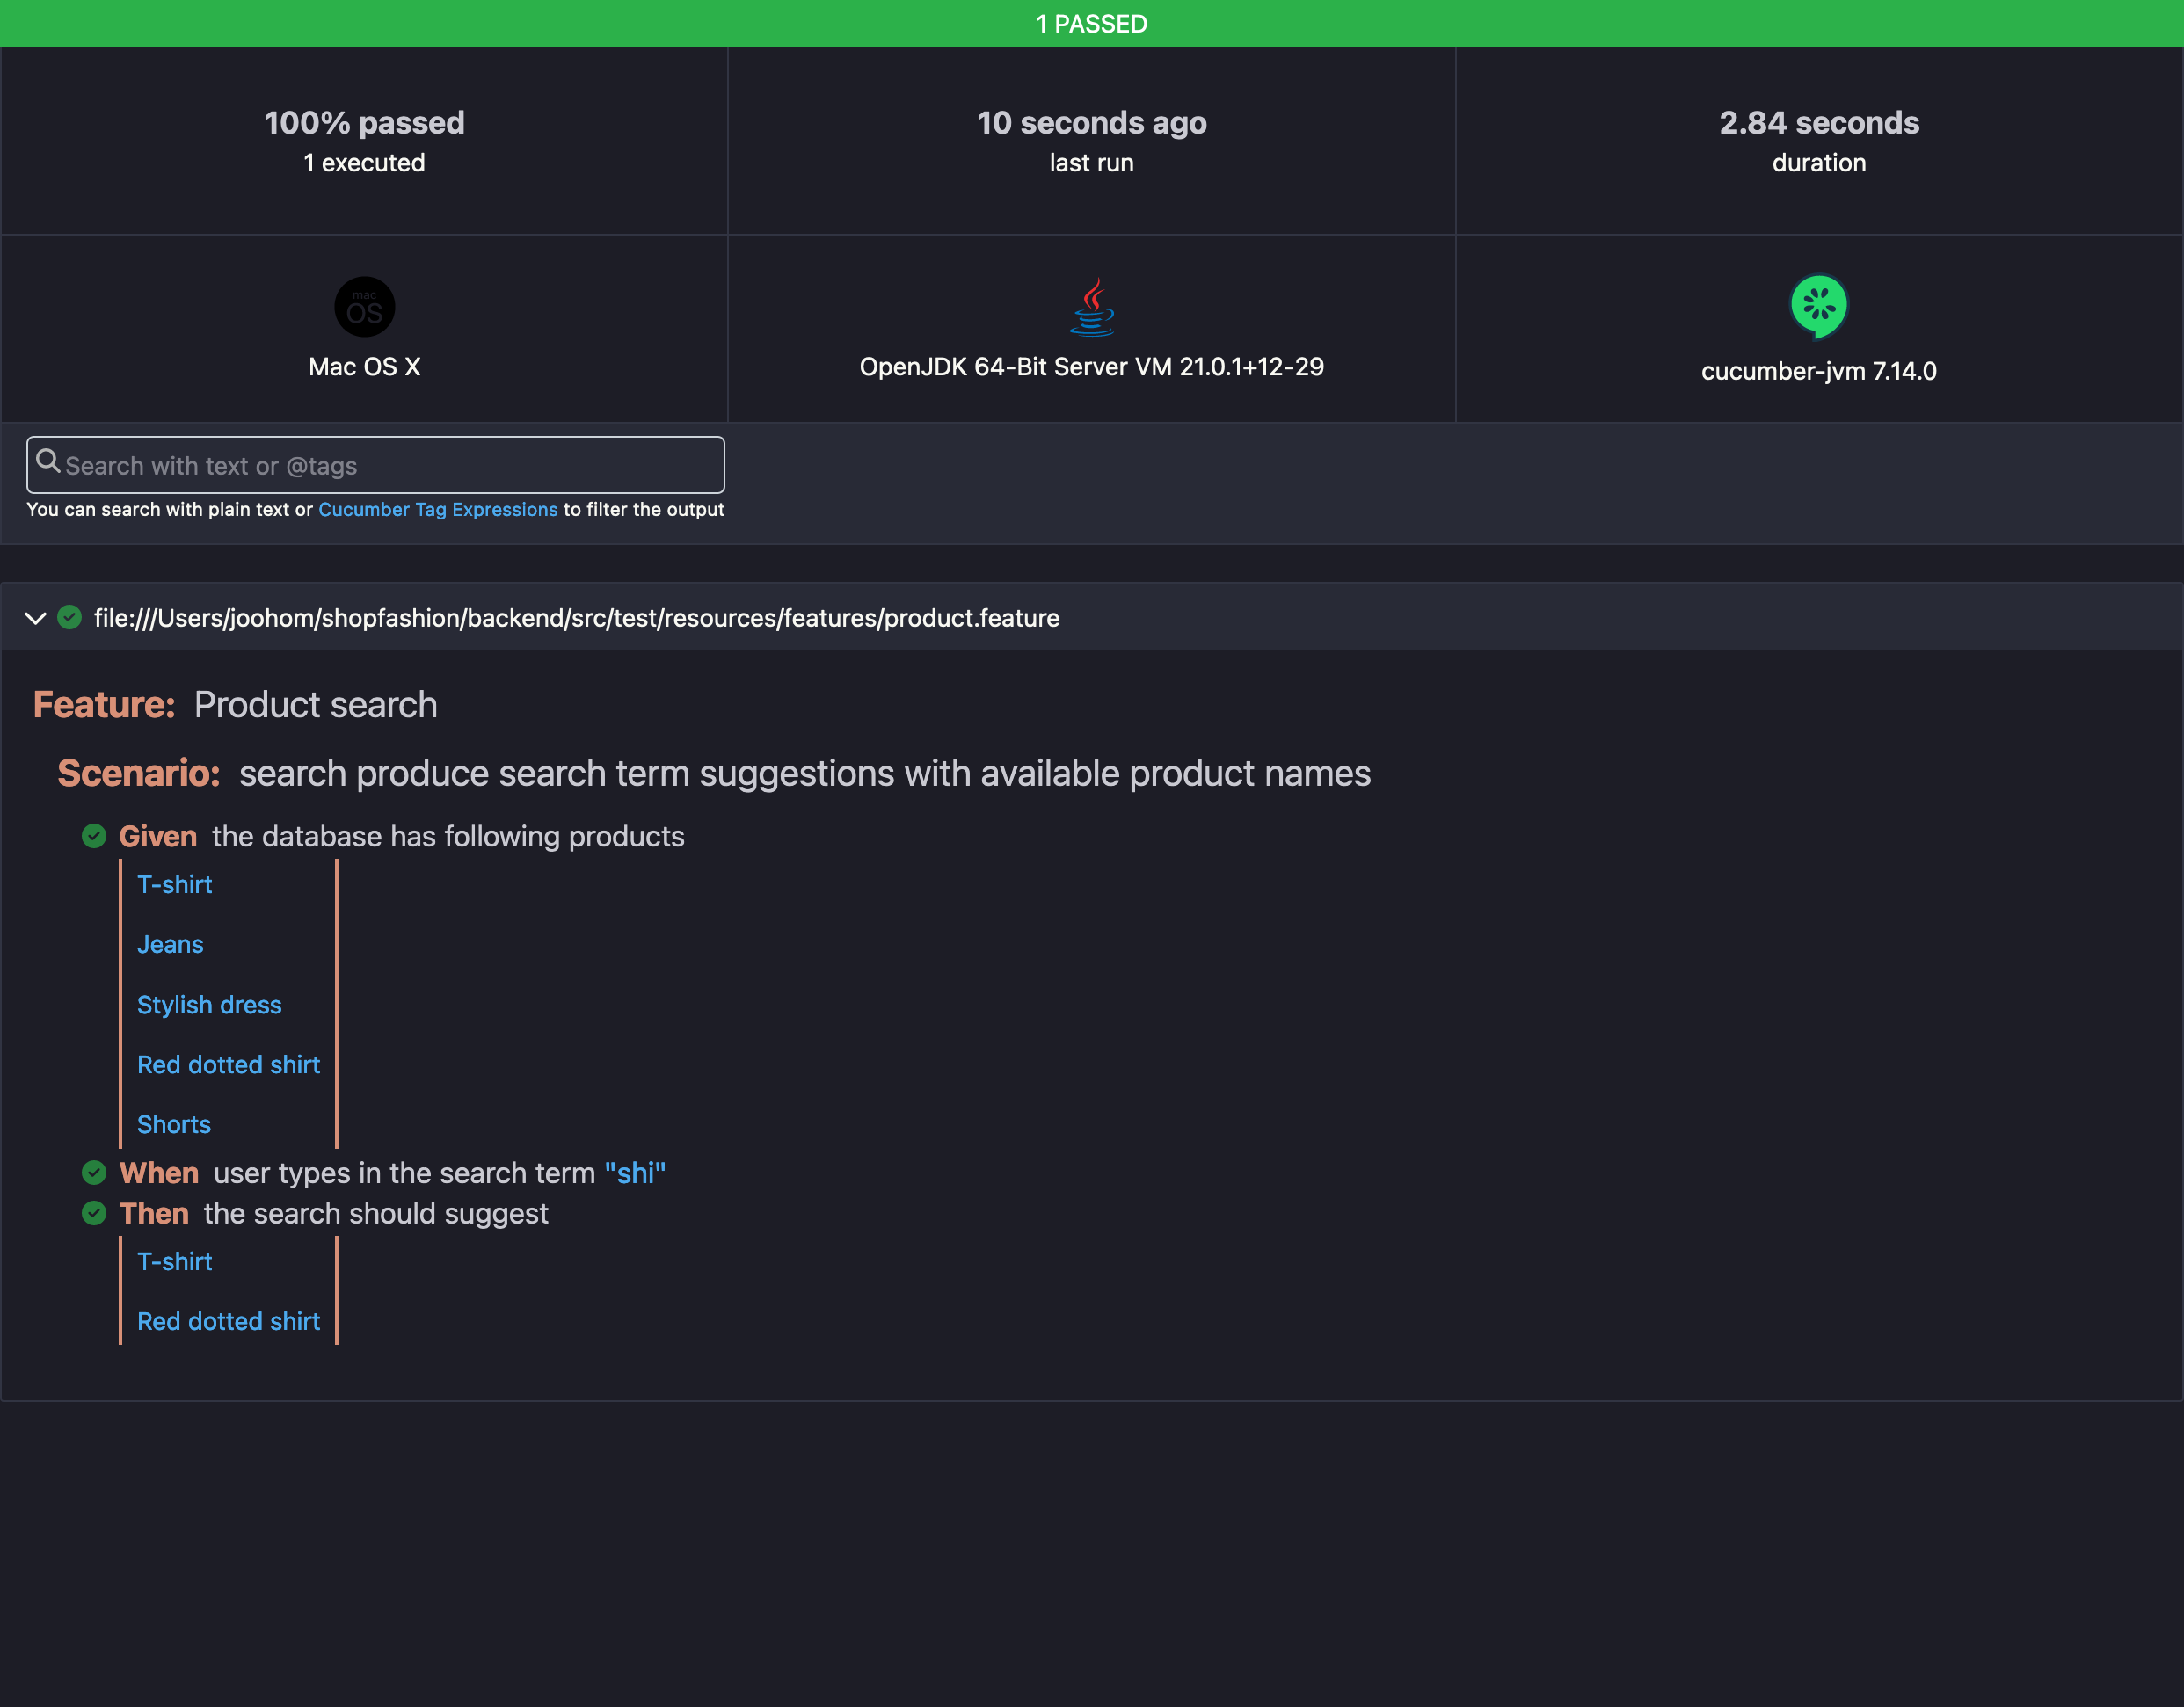 1 PASSED
100% passed
1 executed
10 seconds ago
last run
2.84 seconds
duration
mac
OS
Mac OS X
OpenJDK 64-Bit Server VM 21.0.1+12-29
cucumber-jvm 7.14.0
Search with text or @tags
You can search with plain text or Cucumber Tag Expressions to filter the output
file:///Users/joohom/shopfashion/backend/src/test/resources/features/product.feature
Feature: Product search
Scenario: search produce search term suggestions with available product names
Given the database has following products
T-shirt
Jeans
Stylish dress
Red dotted shirt
Shorts
When user types in the search term "shi"
Then the search should suggest
T-shirt
Red dotted shirt